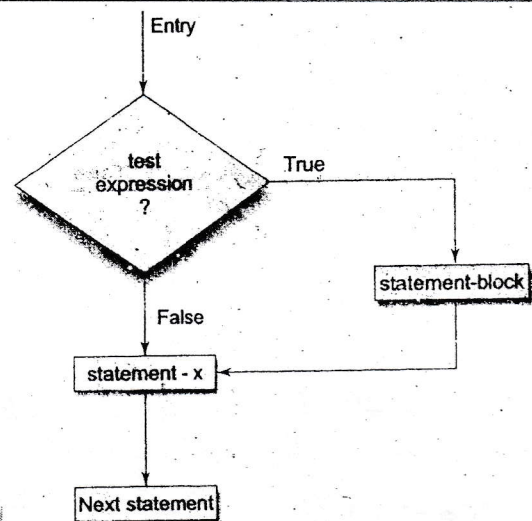 Entry
test
expression
?
True
statement-block
False
statement - x
Next statement